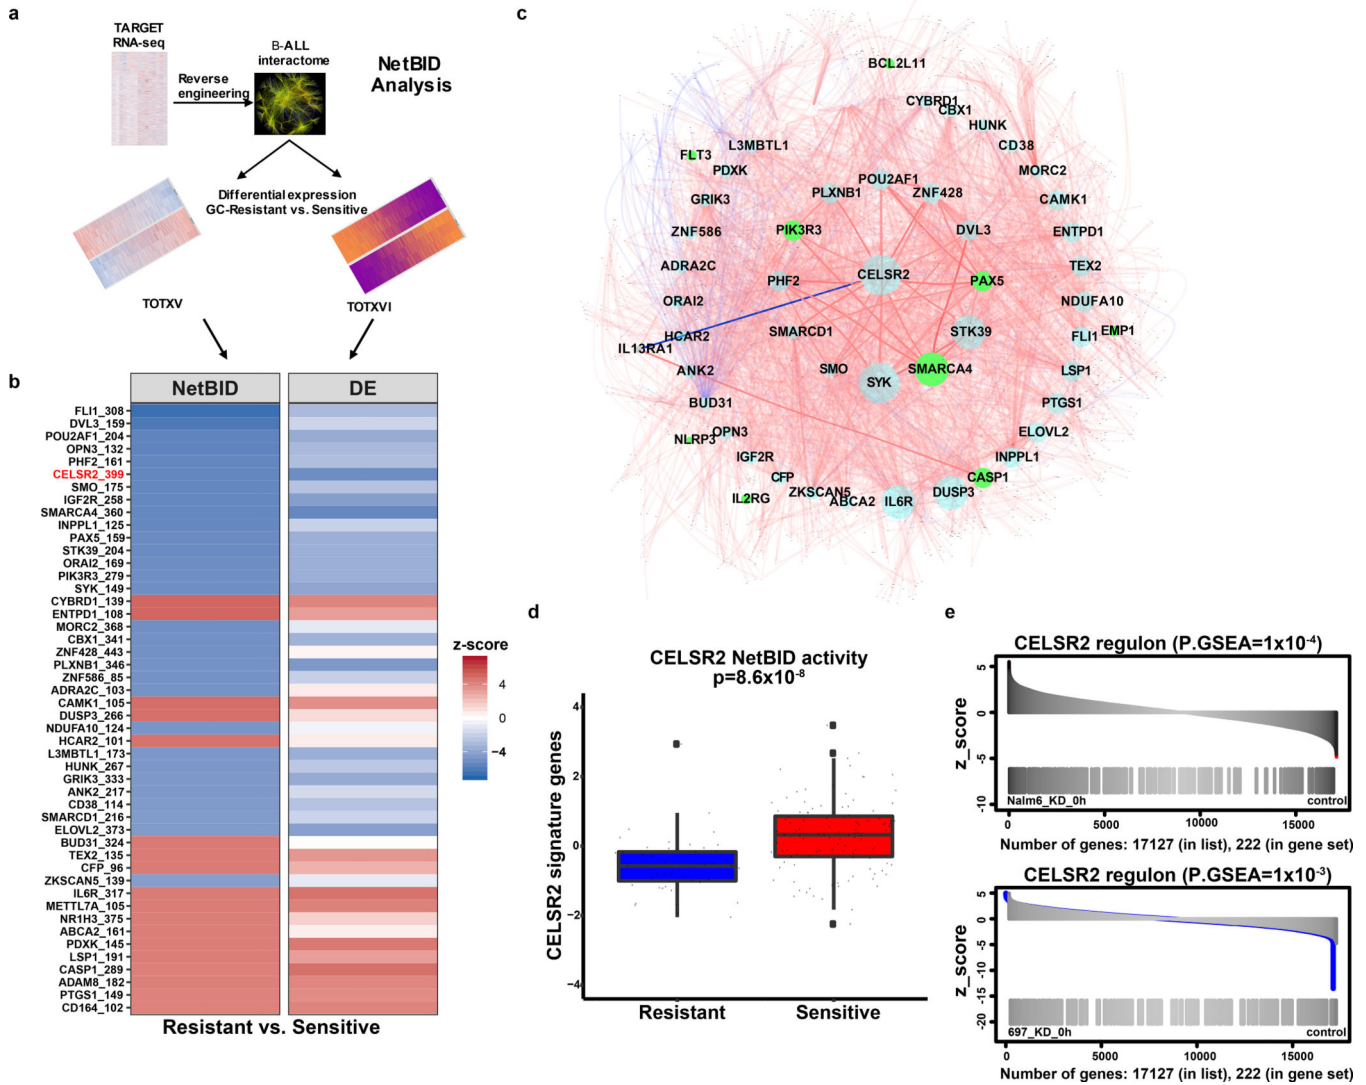 a
TARGET
RNA-seq
Reverse
engineering
B-ALL
interactome
NetBID
Analysis
Differential expression
GC-Resistant vs. Sensitive
TOTXV
TOTXVI
b
NetBID
DE
FLI1_308
DVL3_159
POU2AF1_204
OPN3_132
PHF2_161
CELSR2_399
SMO_175
IGF2R_258
SMARCA4_360
INPPL1_125
PAX5_159
STK39_204
ORAI2_169
PIK3R3_279
SYK_149
CYBRD1_139
ENTPD1_108
MORC2_368
CBX1_341
ZNF428_443
PLXNB1_346
ZNF586_85
ADRA2C_103
CAMK1_105
DUSP3_266
NDUFA10_124
HCAR2_101
L3MBTL1_173
HUNK_267
GRIK3_333
ANK2_217
CD38_114
SMARCD1_216
ELOVL2_373
BUD31_324
TEX2_135
CFP_96
ZKSCAN5_139
IL6R_317
METTL7A_105
NR1H3_375
ABCA2_161
PDXK_145
LSP1_191
CASP1_289
ADAM8_182
PTGS1_149
CD164_102
Resistant vs. Sensitive
z-score
4
0
−4
c
BCL2L11
CYBRD1
CBX1
HUNK
CD38
MORC2
CAMK1
ENTPD1
TEX2
NDUFA10
EMP1
FLI1
LSP1
PTGS1
ELOVL2
INPPL1
CASP1
DUSP3
IL6R
ABCA2
ZKSCAN5
CFP
IL2RG
IGF2R
OPN3
NLRP3
BUD31
ANK2
IL13RA1
HCAR2
ORAI2
ADRA2C
ZNF586
GRIK3
PDXK
FLT3
L3MBTL1
POU2AF1
PLXNB1
ZNF428
PIK3R3
DVL3
CELSR2
PHF2
PAX5
SMARCD1
STK39
SMO
SYK
SMARCA4
d
CELSR2 NetBID activity
p=8.6x10-8
CELSR2 signature genes
4
2
0
−2
−4
Resistant
Sensitive
e
CELSR2 regulon (P.GSEA=1x10-4)
z_score
5
0
-5
-10
Nalm6_KD_0h
control
0
5000
10000
15000
Number of genes: 17127 (in list), 222 (in gene set)
CELSR2 regulon (P.GSEA=1x10-3)
z_score
5
0
-5
-10
-15
-20
697_KD_0h
control
0
5000
10000
15000
Number of genes: 17127 (in list), 222 (in gene set)